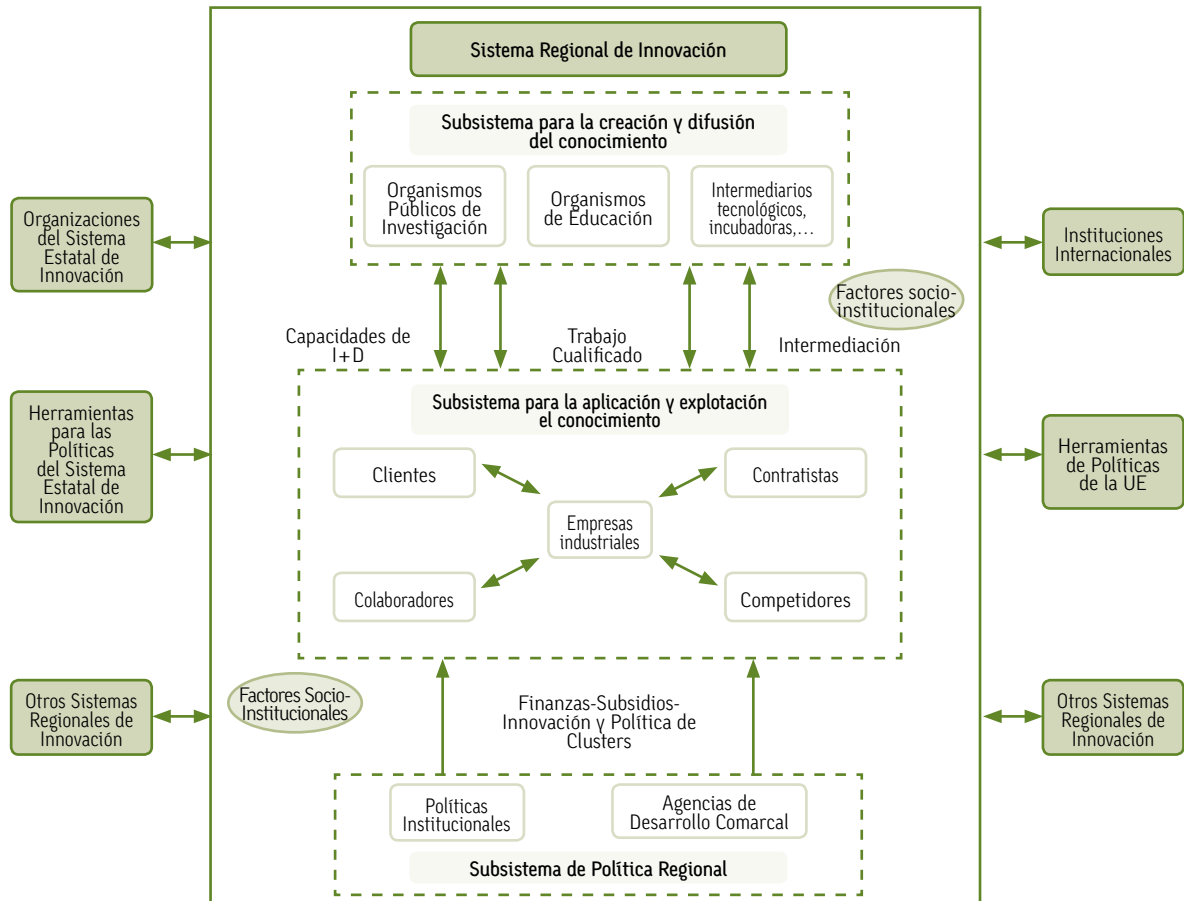 Sistema Regional de Innovación
Subsistema para la creación y difusión
del conocimiento
Organismos
Públicos de
Investigación
Organismos
de Educación
Intermediarios
tecnológicos,
incubadoras,...
Organizaciones
del Sistema
Estatal de
Innovación
Instituciones
Internacionales
Factores socio-
institucionales
Capacidades de
I+D
Trabajo
Cualificado
Intermediación
Herramientas
para las
Políticas
del Sistema
Estatal de
Innovación
Subsistema para la aplicación y explotación
el conocimiento
Clientes
Contratistas
Empresas
industriales
Colaboradores
Competidores
Herramientas
de Políticas
de la UE
Otros Sistemas
Regionales de
Innovación
Factores Socio-
Institucionales
Finanzas-Subsidios-
Innovación y Política de
Clusters
Otros Sistemas
Regionales de
Innovación
Políticas
Institucionales
Agencias de
Desarrollo Comarcal
Subsistema de Política Regional